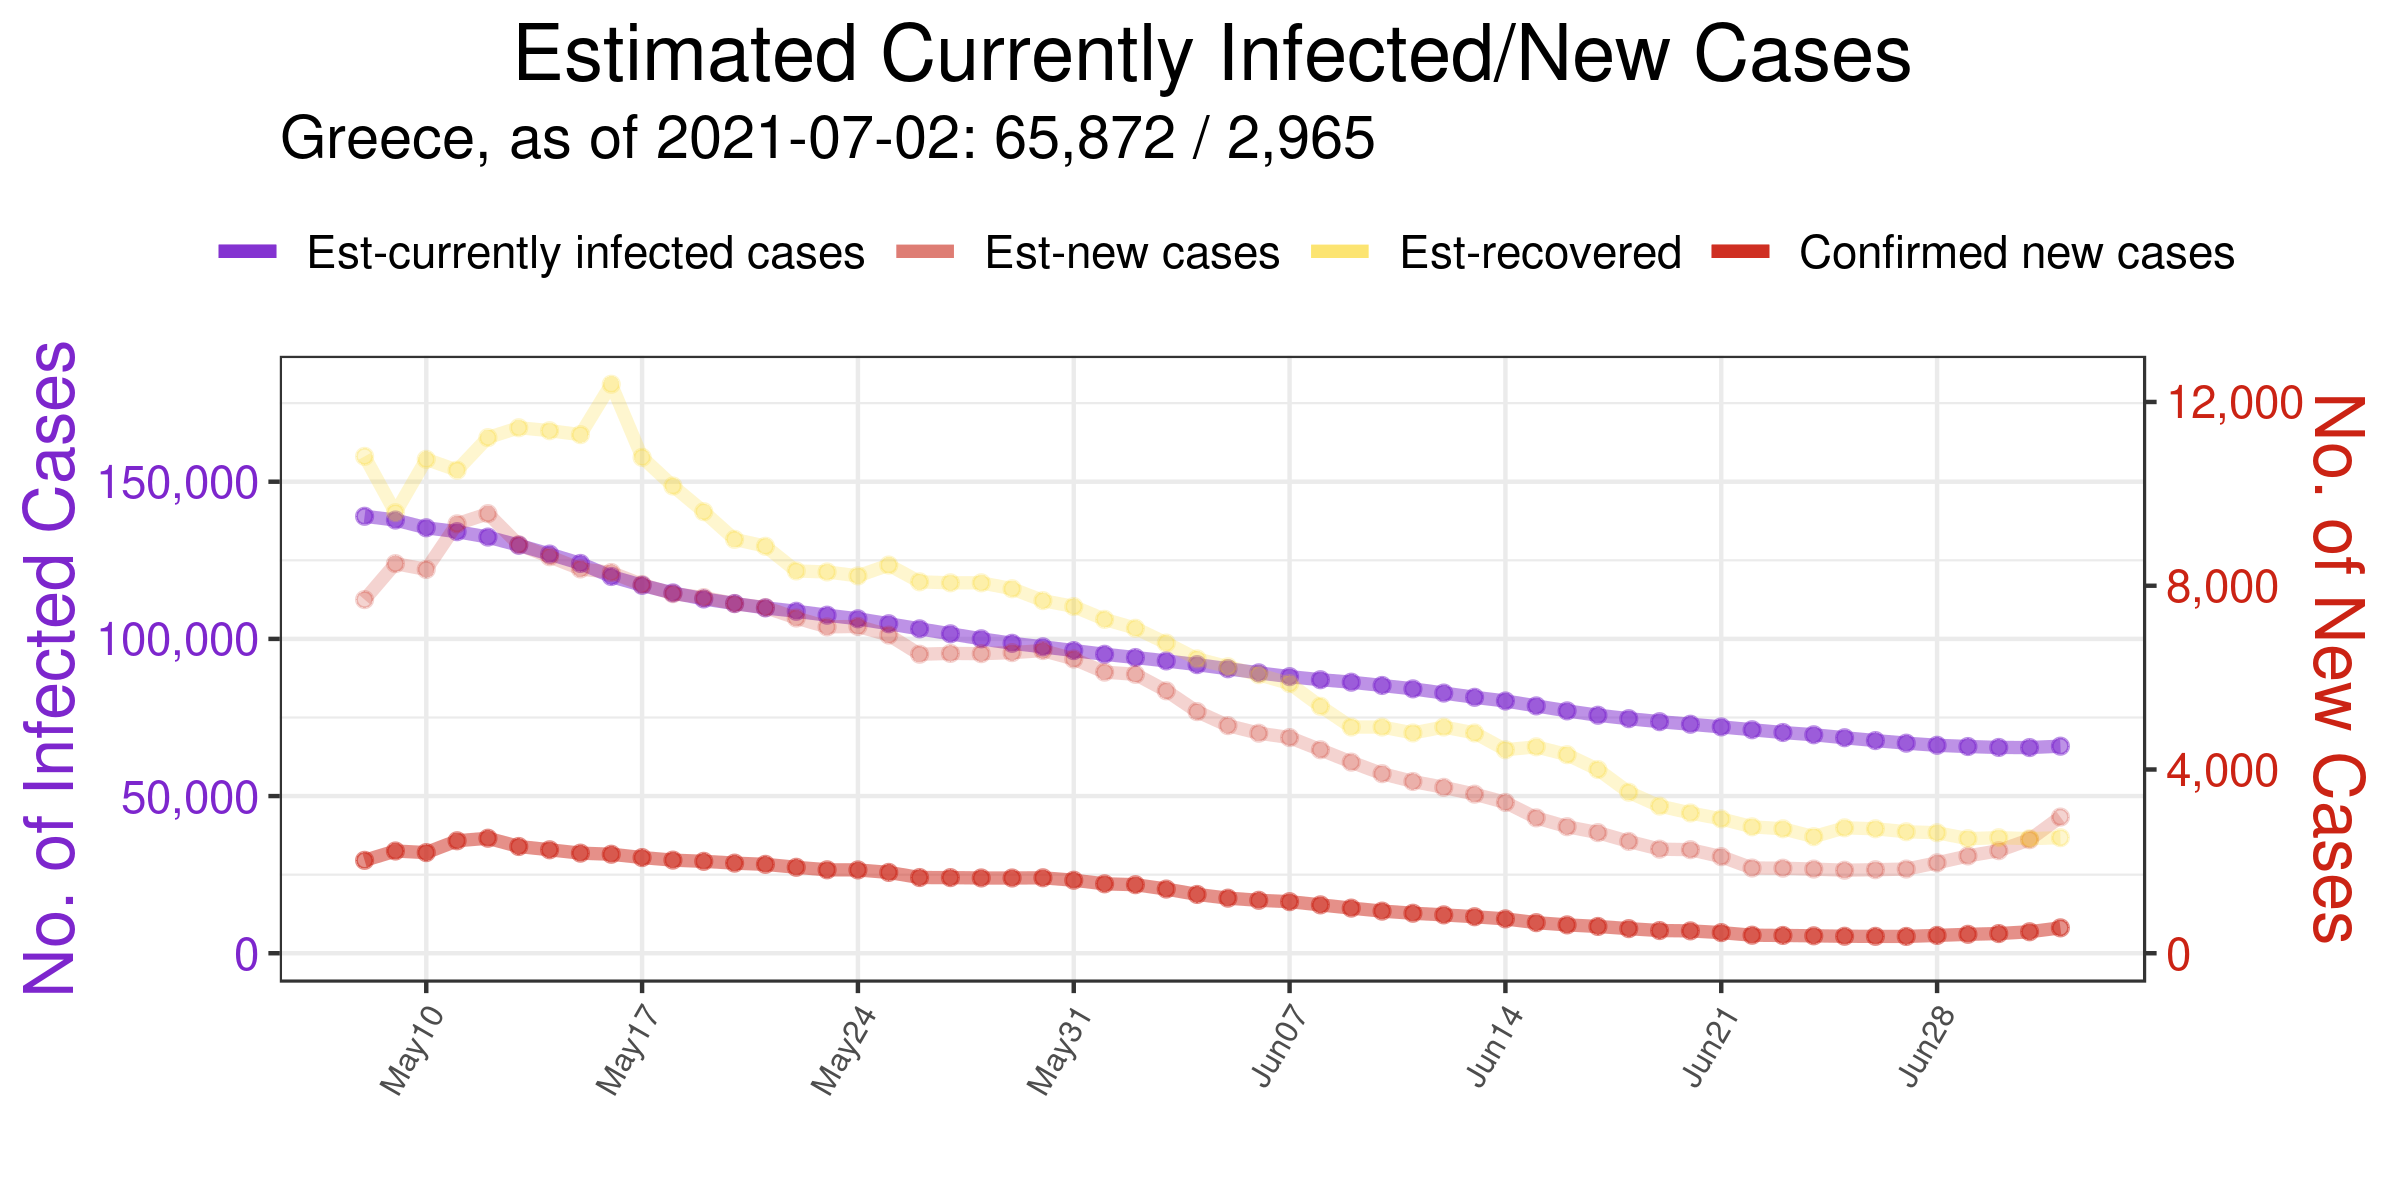 Estimated Currently Infected/New Cases
Greece, as of 2021-07-02: 65,872 / 2,965
Est-currently infected cases Est-new cases Est-recovered Confirmed new cases
No. of Infected Cases
150,000
100,000
50,000
0
12,000
8,000
4,000
0
No. of New Cases
May10 May17 May24 May31 Jun07 Jun14 Jun21 Jun28